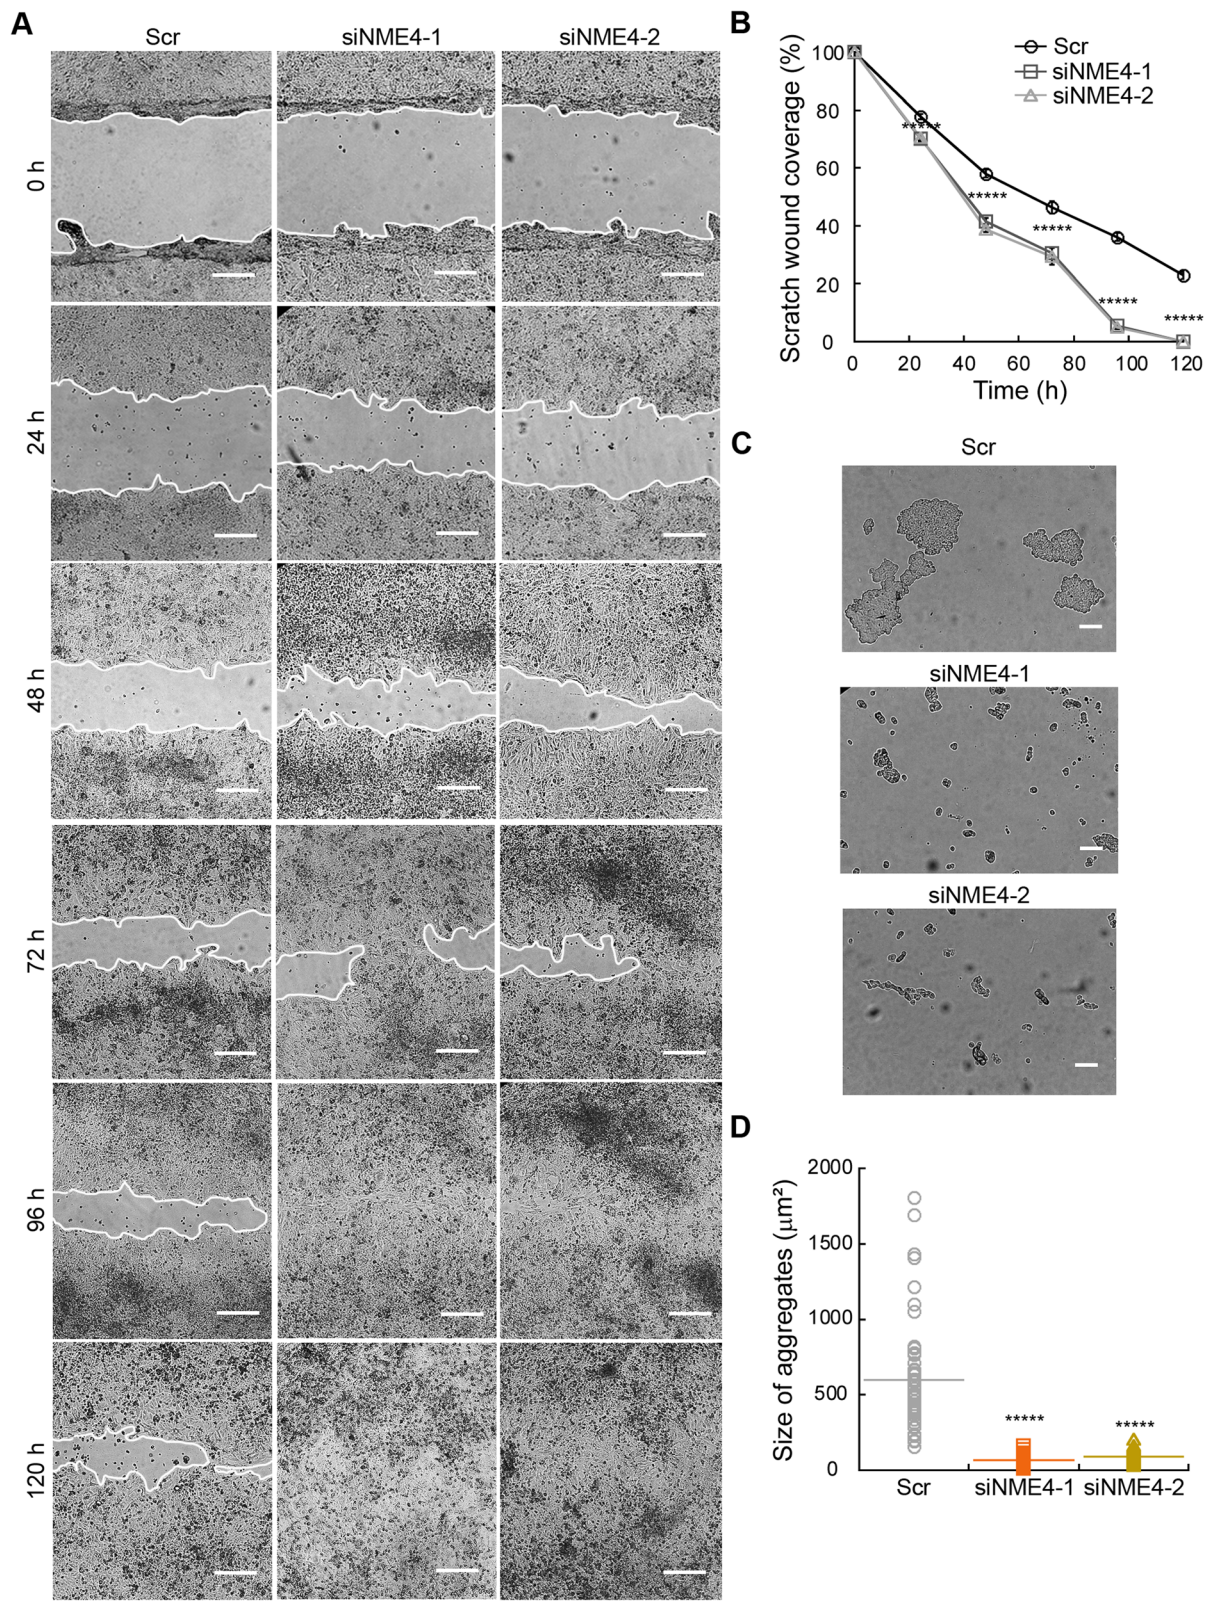 A
Scr
siNME4-1
siNME4-2
0 h
24 h
48 h
72 h
96 h
120 h
B
Scratch wound coverage (%)
100
80
60
40
20
0
Scr
siNME4-1
siNME4-2
*****
*****
*****
*****
*****
0
20
40
60
80
100
120
Time (h)
C
Scr
siNME4-1
siNME4-2
D
Size of aggregates (μm²)
2000
1500
1000
500
0
*****
*****
Scr
siNME4-1
siNME4-2